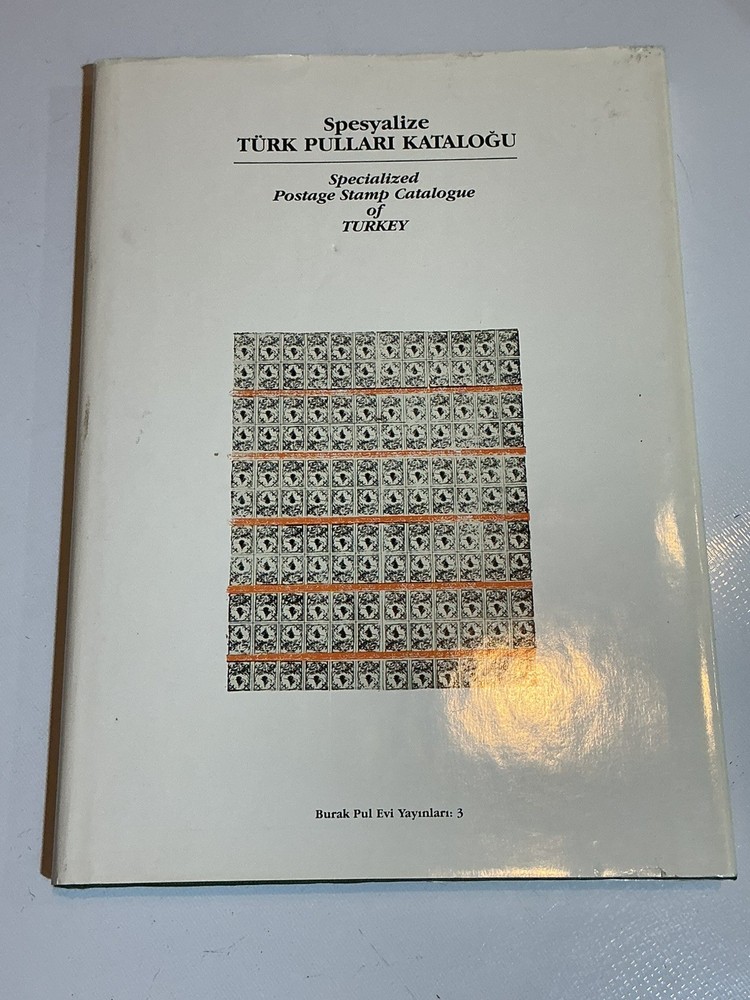 Spesyalize
TÜRK PULLARI KATALOĞU
Specialized
Postage Stamp Catalogue
of
TURKEY
Burak Pul Evi Yayınları: 3